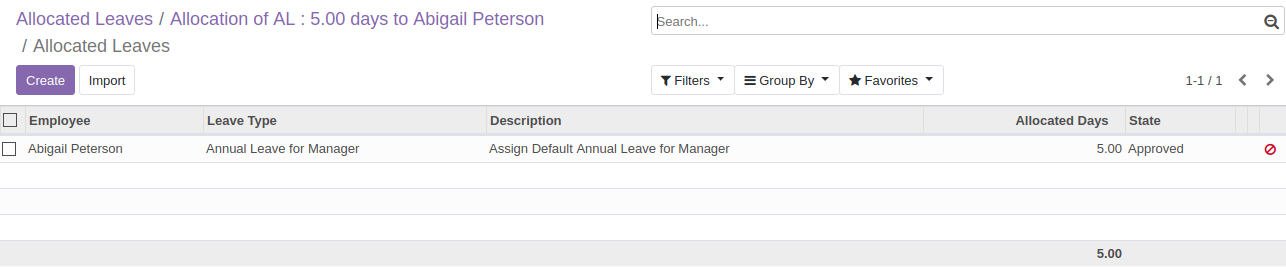 Allocated Leaves / Allocation of AL : 5.00 days to Abigail Peterson
/ Allocated Leaves
Search...
Create Import
Filters Group By Favorites 1-1 / 1
Employee Leave Type Description Allocated Days State
Abigail Peterson Annual Leave for Manager Assign Default Annual Leave for Manager 5.00 Approved
5.00